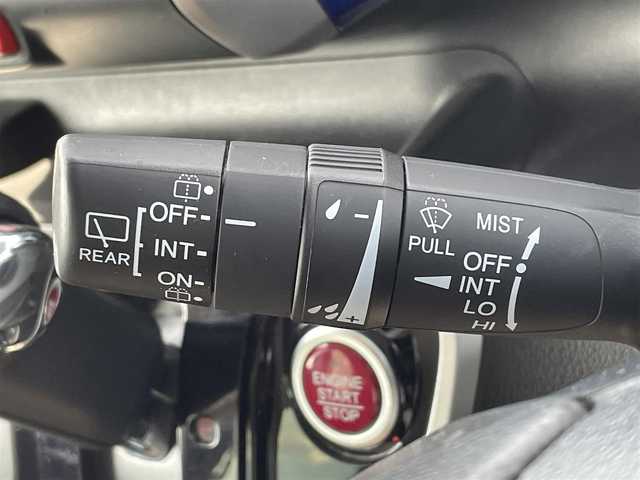 REAR
OFF
INT
ON
PULL
MIST
OFF
INT
LO
HI
ENGINE
START
STOP